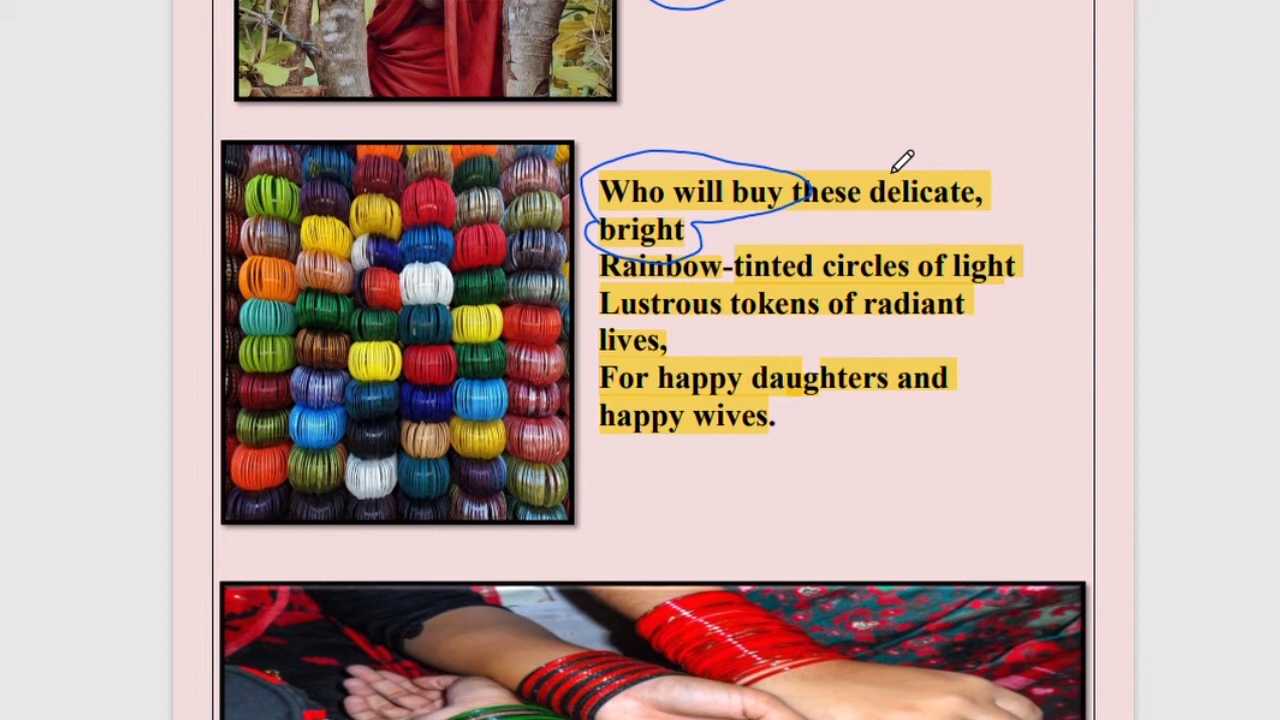 Who will buy these delicate,
bright
Rainbow-tinted circles of light
Lustrous tokens of radiant
lives,
For happy daughters and
happy wives.